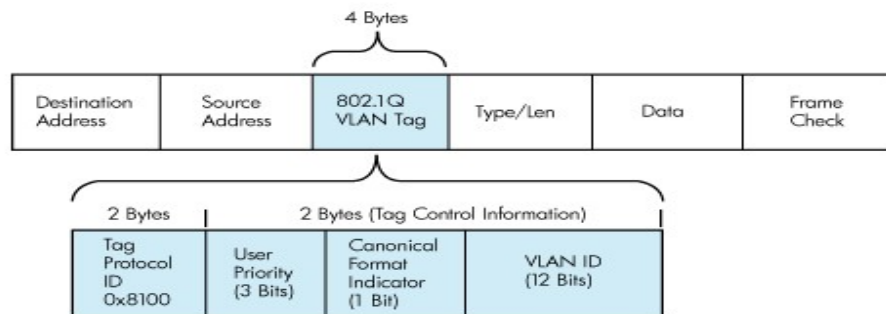 4 Bytes
Destination
Address
Source
Address
802.1Q
VLAN Tag
Type/Len
Data
Frame
Check
2 Bytes
2 Bytes (Tag Control Information)
Tag
Protocol
ID
0x8100
User
Priority
(3 Bits)
Canonical
Format
Indicator
(1 Bit)
VLAN ID
(12 Bits)